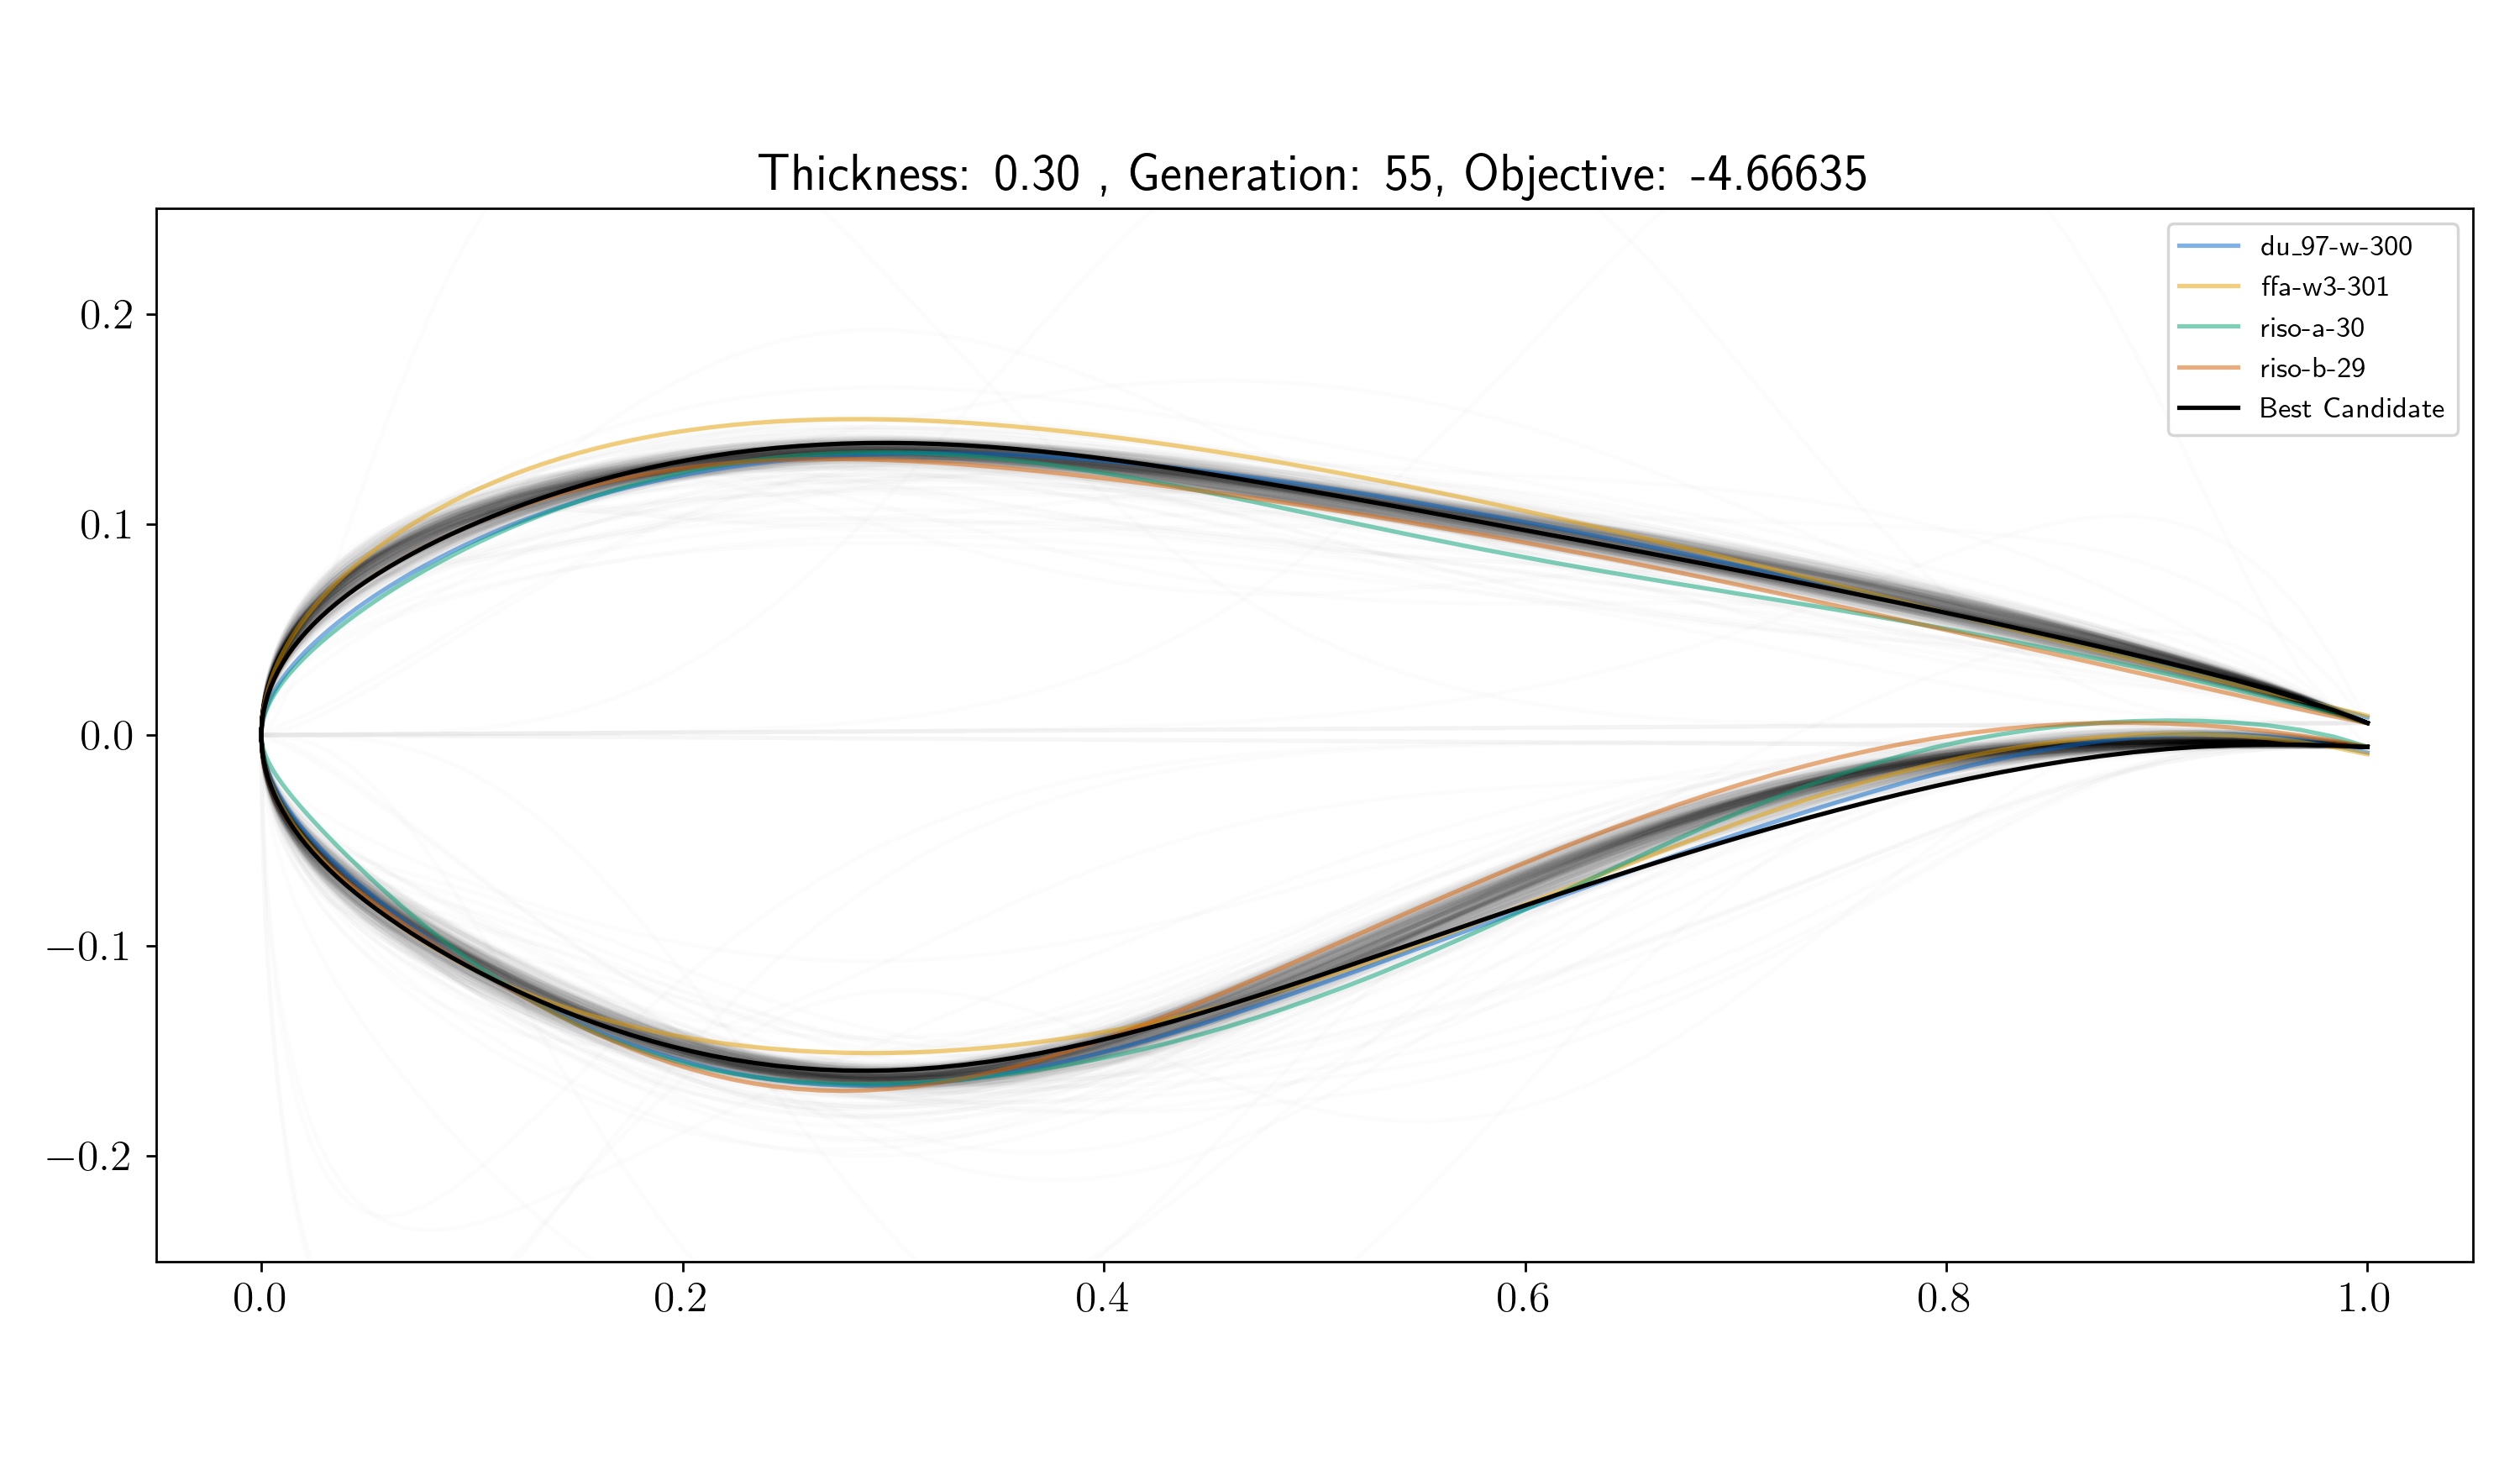 Thickness: 0.30 , Generation: 55, Objective: -4.66635
du_97-w-300
ffa-w3-301
riso-a-30
riso-b-29
Best Candidate
0.2
0.1
0.0
−0.1
−0.2
0.0 0.2 0.4 0.6 0.8 1.0